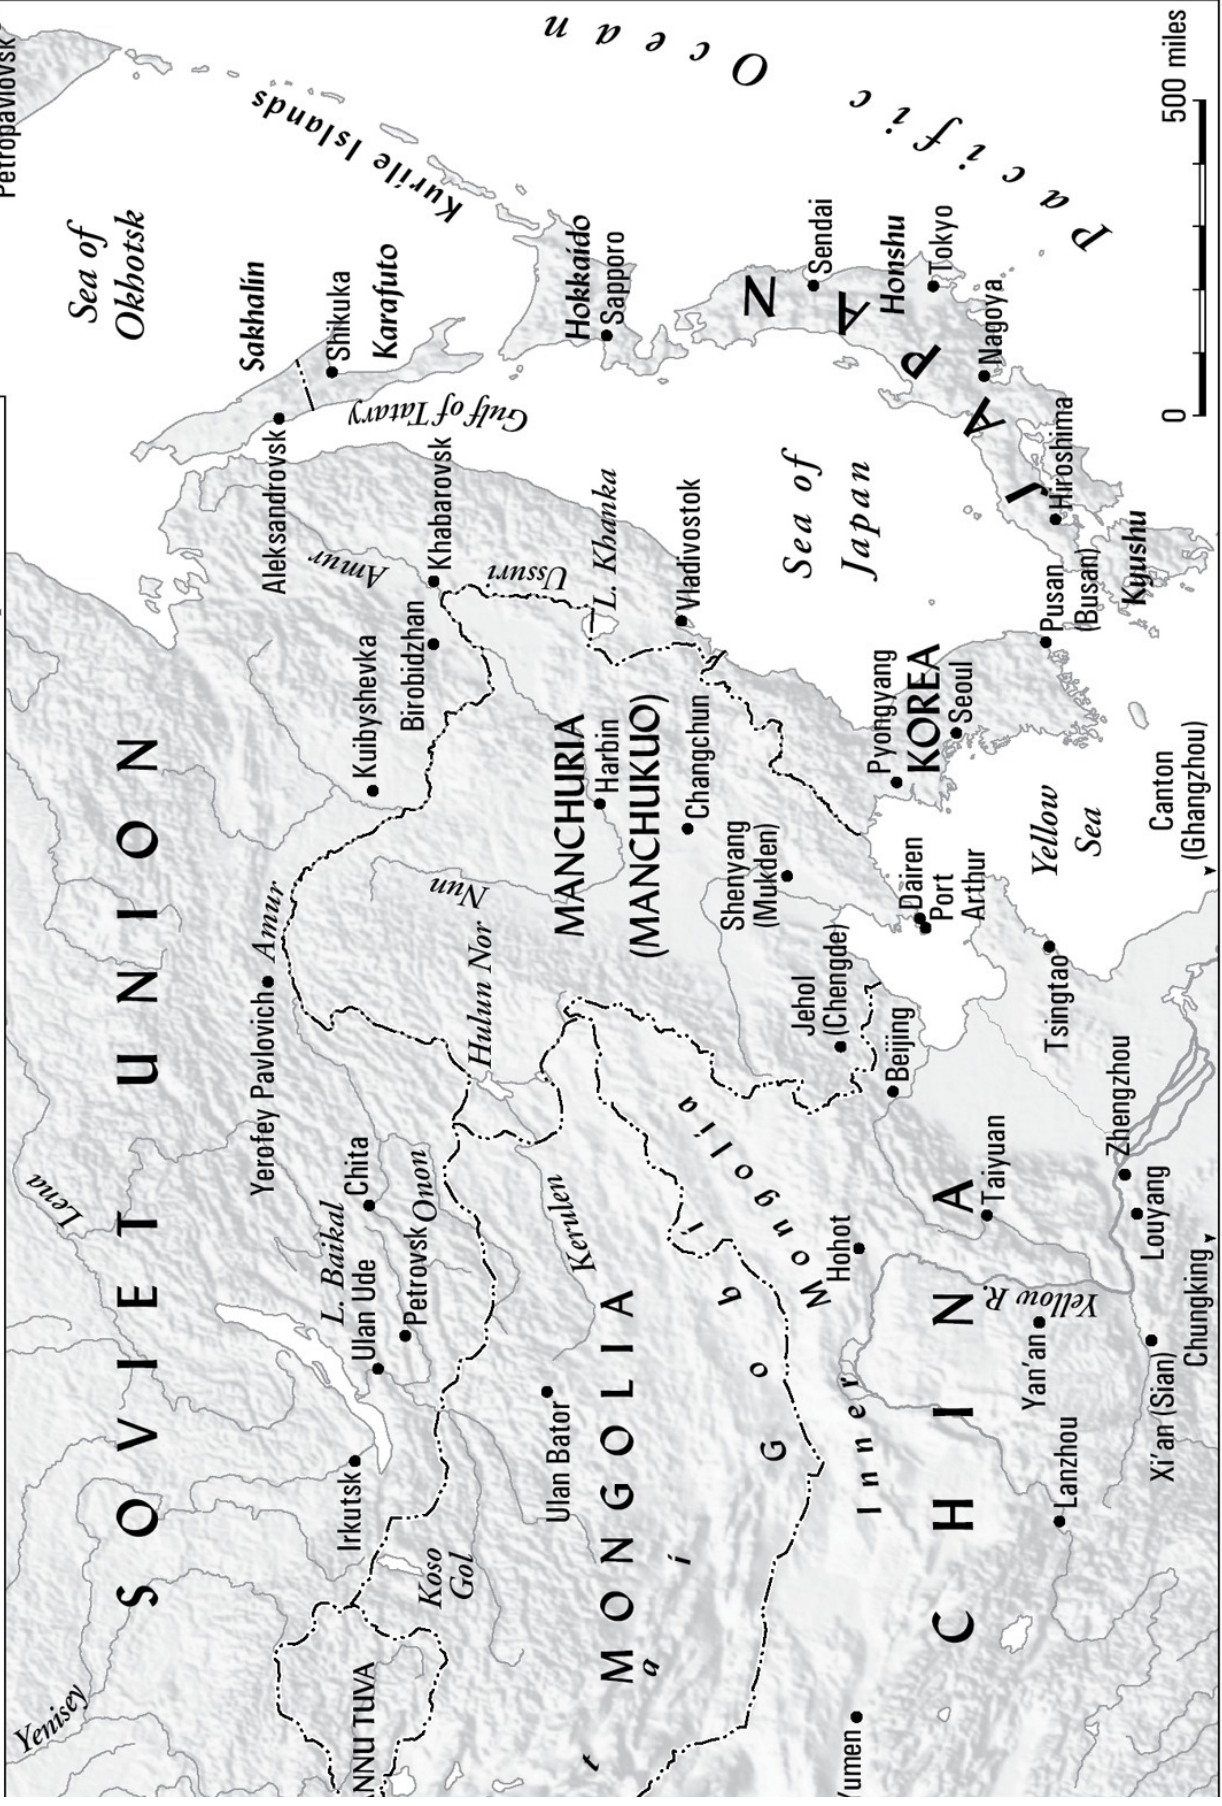 Petropavlovsk
Sea of
Okhotsk
Kurile Islands
Pacific Ocean
Sakhalin
Shikuka
Karafuto
Aleksandrovsk
Gulf of Tatary
Hokkaido
Sapporo
JAPAN
Sendai
Honshu
Tokyo
Nagoya
Hiroshima
Kyushu
Sea of
Japan
0
500 miles
SOVIET UNION
Yenisey
Lena
Irkutsk
L. Baikal
Ulan Ude
Petrovsk
Chita
Onon
Yerofey Pavlovich
Amur
Kuibyshevka
Birobidzhan
Khabarovsk
Amur
Ussuri
L. Khanka
Vladivostok
ANNU TUVA
Koso
Gol
Ulan Bator
MONGOLIA
Kerulen
Hulun Nor
Nun
MANCHURIA
Harbin
(MANCHUKUO)
Changchun
Shenyang
(Mukden)
Jehol
(Chengde)
Gobi
Inner Mongolia
t
a
i
Hohot
Beijing
Dairen
Port
Arthur
Pyongyang
KOREA
Seoul
Pusan
(Busan)
Yellow
Sea
CHINA
Yumen
Lanzhou
Yan'an
Yellow R.
Taiyuan
Tsingtao
Xi'an (Sian)
Louyang
Zhengzhou
Chungking
Canton
(Ghangzhou)